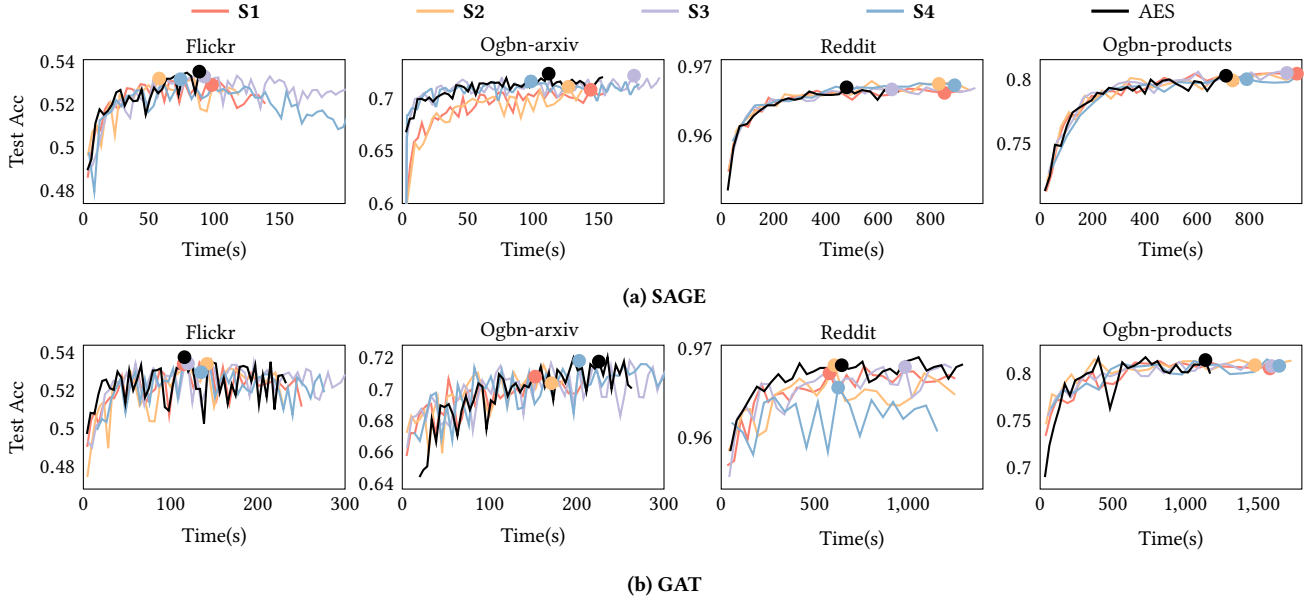 S1 S2 S3 S4 AES
Flickr Ogbn-arxiv Reddit Ogbn-products
Test Acc
0.54
0.52
0.5
0.48
0 50 100 150
Time(s)
0.7
0.65
0.6
0 50 100 150
Time(s)
0.97
0.96
0 200 400 600 800
Time(s)
0.8
0.75
0 200 400 600 800
Time(s)
(a) SAGE
Flickr Ogbn-arxiv Reddit Ogbn-products
Test Acc
0.54
0.52
0.5
0.48
0 100 200 300
Time(s)
0.72
0.7
0.68
0.66
0.64
0 100 200 300
Time(s)
0.97
0.96
0 500 1,000
Time(s)
0.8
0.75
0.7
0 500 1,000 1,500
Time(s)
(b) GAT